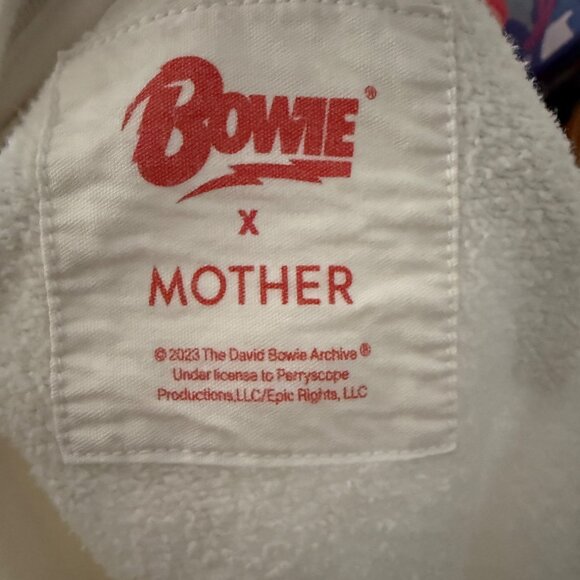 BOWIE®
X
MOTHER
© 2023 The David Bowie Archive ®
Under license to Perryscope
Productions,LLC/Epic Rights, LLC